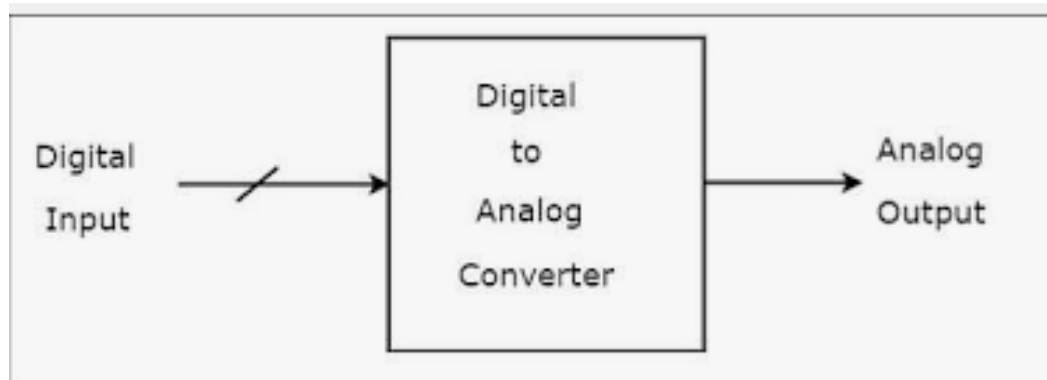 Digital
Input
Digital
to
Analog
Converter
Analog
Output